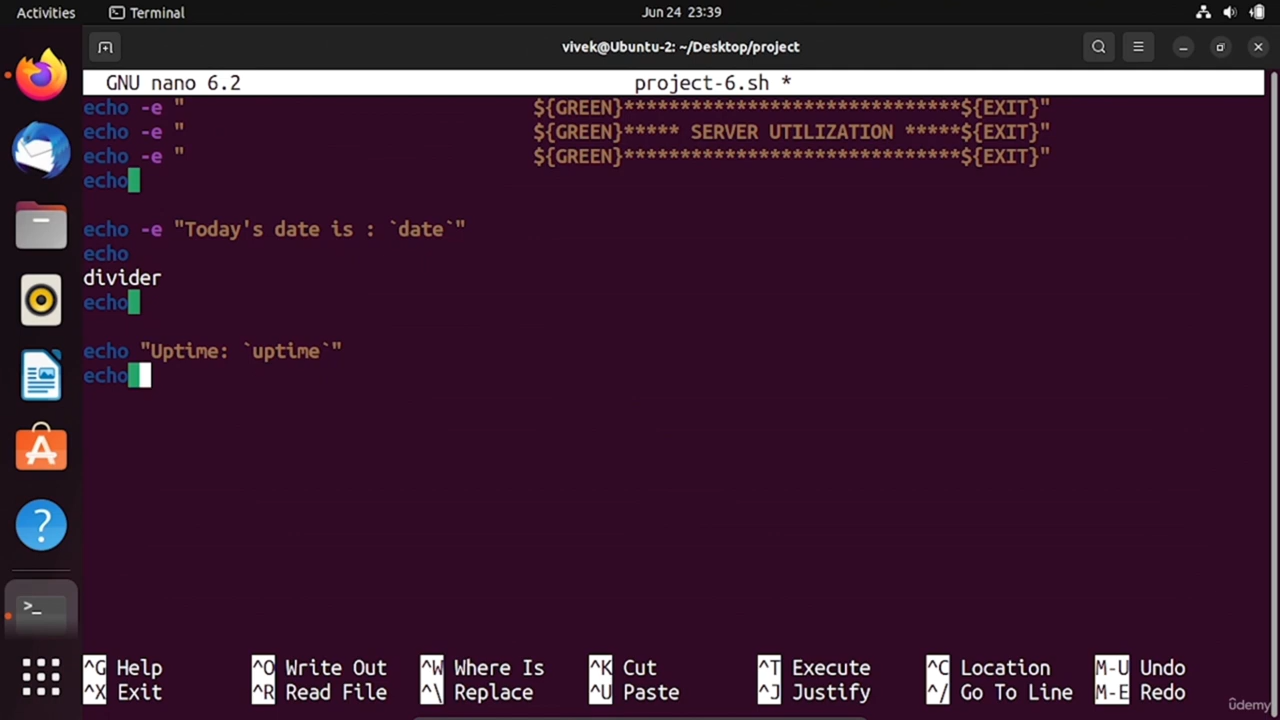 Activities Terminal Jun 24 23:39
vivek@Ubuntu-2: ~/Desktop/project
GNU nano 6.2 project-6.sh *
echo -e " ${GREEN}******************************${EXIT}"
echo -e " ${GREEN}***** SERVER UTILIZATION *****${EXIT}"
echo -e " ${GREEN}******************************${EXIT}"
echo
echo -e "Today's date is : `date`"
echo
divider
echo
echo "Uptime: `uptime`"
echo
^G Help ^O Write Out ^W Where Is ^K Cut ^T Execute ^C Location M-U Undo
^X Exit ^R Read File ^\ Replace ^U Paste ^J Justify ^/ Go To Line M-E Redo
ûdemy